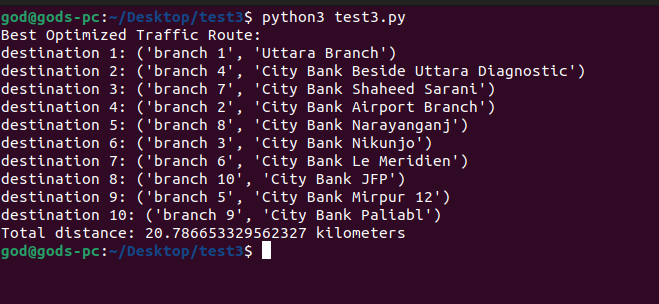 god@gods-pc:~/Desktop/test3$ python3 test3.py
Best Optimized Traffic Route:
destination 1: ('branch 1', 'Uttara Branch')
destination 2: ('branch 4', 'City Bank Beside Uttara Diagnostic')
destination 3: ('branch 7', 'City Bank Shaheed Sarani')
destination 4: ('branch 2', 'City Bank Airport Branch')
destination 5: ('branch 8', 'City Bank Narayanganj')
destination 6: ('branch 3', 'City Bank Nikunjo')
destination 7: ('branch 6', 'City Bank Le Meridien')
destination 8: ('branch 10', 'City Bank JFP')
destination 9: ('branch 5', 'City Bank Mirpur 12')
destination 10: ('branch 9', 'City Bank Paliabl')
Total distance: 20.786653329562327 kilometers
god@gods-pc:~/Desktop/test3$